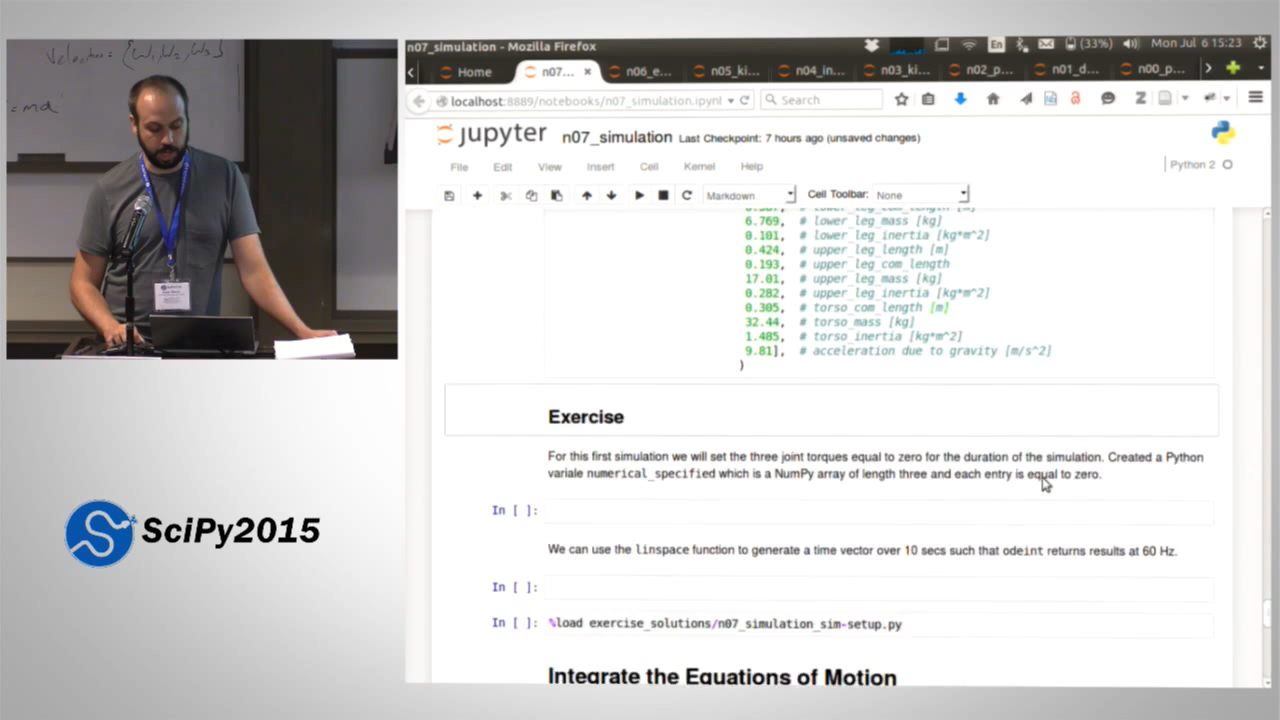 n07_simulation - Mozilla Firefox
En
(33%)
Mon Jul 6 15:23
Home
n07...
n06_e...
n05_ki...
n04_in...
n03_ki...
n02_p...
n01_d...
n00_p...
localhost:8889/notebooks/n07_simulation.ipynl
Search
jupyter n07_simulation Last Checkpoint: 7 hours ago (unsaved changes)
File Edit View Insert Cell Kernel Help
Python 2
Markdown Cell Toolbar: None
6.769, # lower_leg_mass [kg]
0.101, # lower_leg_inertia [kg*m^2]
0.424, # upper_leg_length [m]
0.193, # upper_leg_com_length
17.01, # upper_leg_mass [kg]
0.282, # upper_leg_inertia [kg*m^2]
0.305, # torso_com_length [m]
32.44, # torso_mass [kg]
1.485, # torso_inertia [kg*m^2]
9.81], # acceleration due to gravity [m/s^2]
)
Exercise
For this first simulation we will set the three joint torques equal to zero for the duration of the simulation. Created a Python
variale numerical_specified which is a NumPy array of length three and each entry is equal to zero.
In [ ]:
We can use the linspace function to generate a time vector over 10 secs such that odeint returns results at 60 Hz.
In [ ]:
In [ ]: %load exercise_solutions/n07_simulation_sim-setup.py
Integrate the Equations of Motion
SciPy2015